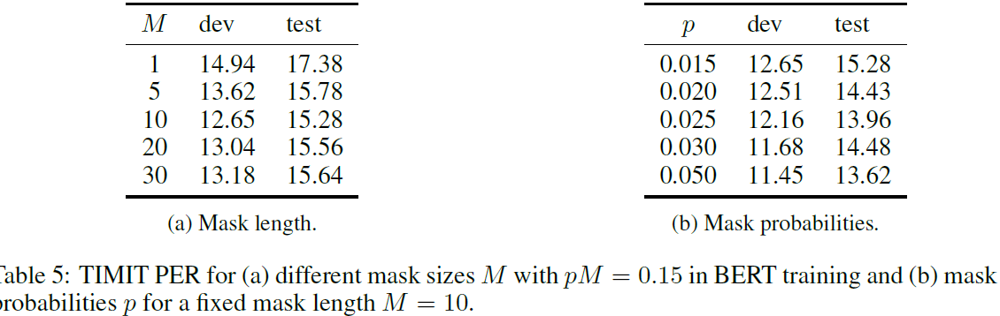 M dev test
1 14.94 17.38
5 13.62 15.78
10 12.65 15.28
20 13.04 15.56
30 13.18 15.64
(a) Mask length.
p dev test
0.015 12.65 15.28
0.020 12.51 14.43
0.025 12.16 13.96
0.030 11.68 14.48
0.050 11.45 13.62
(b) Mask probabilities.
Table 5: TIMIT PER for (a) different mask sizes M with pM = 0.15 in BERT training and (b) mask
probabilities p for a fixed mask length M = 10.